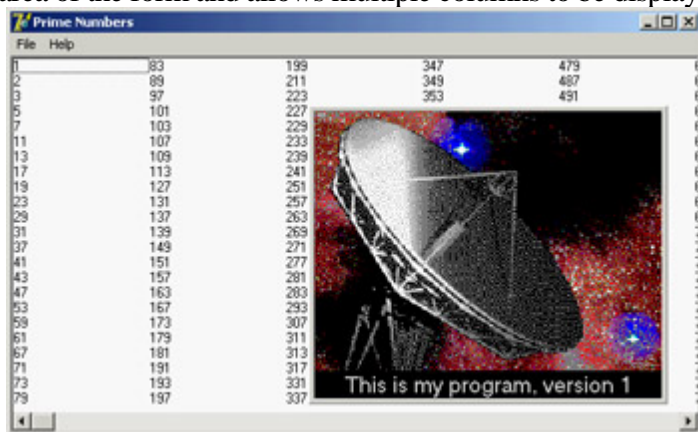 area of the form and allows multiple columns to be display
Prime Numbers
File Help
1 83 199 347 479
2 89 211 349 487
3 97 223 353 491
5 101 227
7 103 229
11 107 233
13 109 239
17 113 241
19 127 251
23 131 257
29 137 263
31 139 269
37 149 271
41 151 277
43 157 281
47 163 283
53 167 293
59 173 307
61 179 311
67 181 313
71 191 317
73 193 331
79 197 337
This is my program, version 1